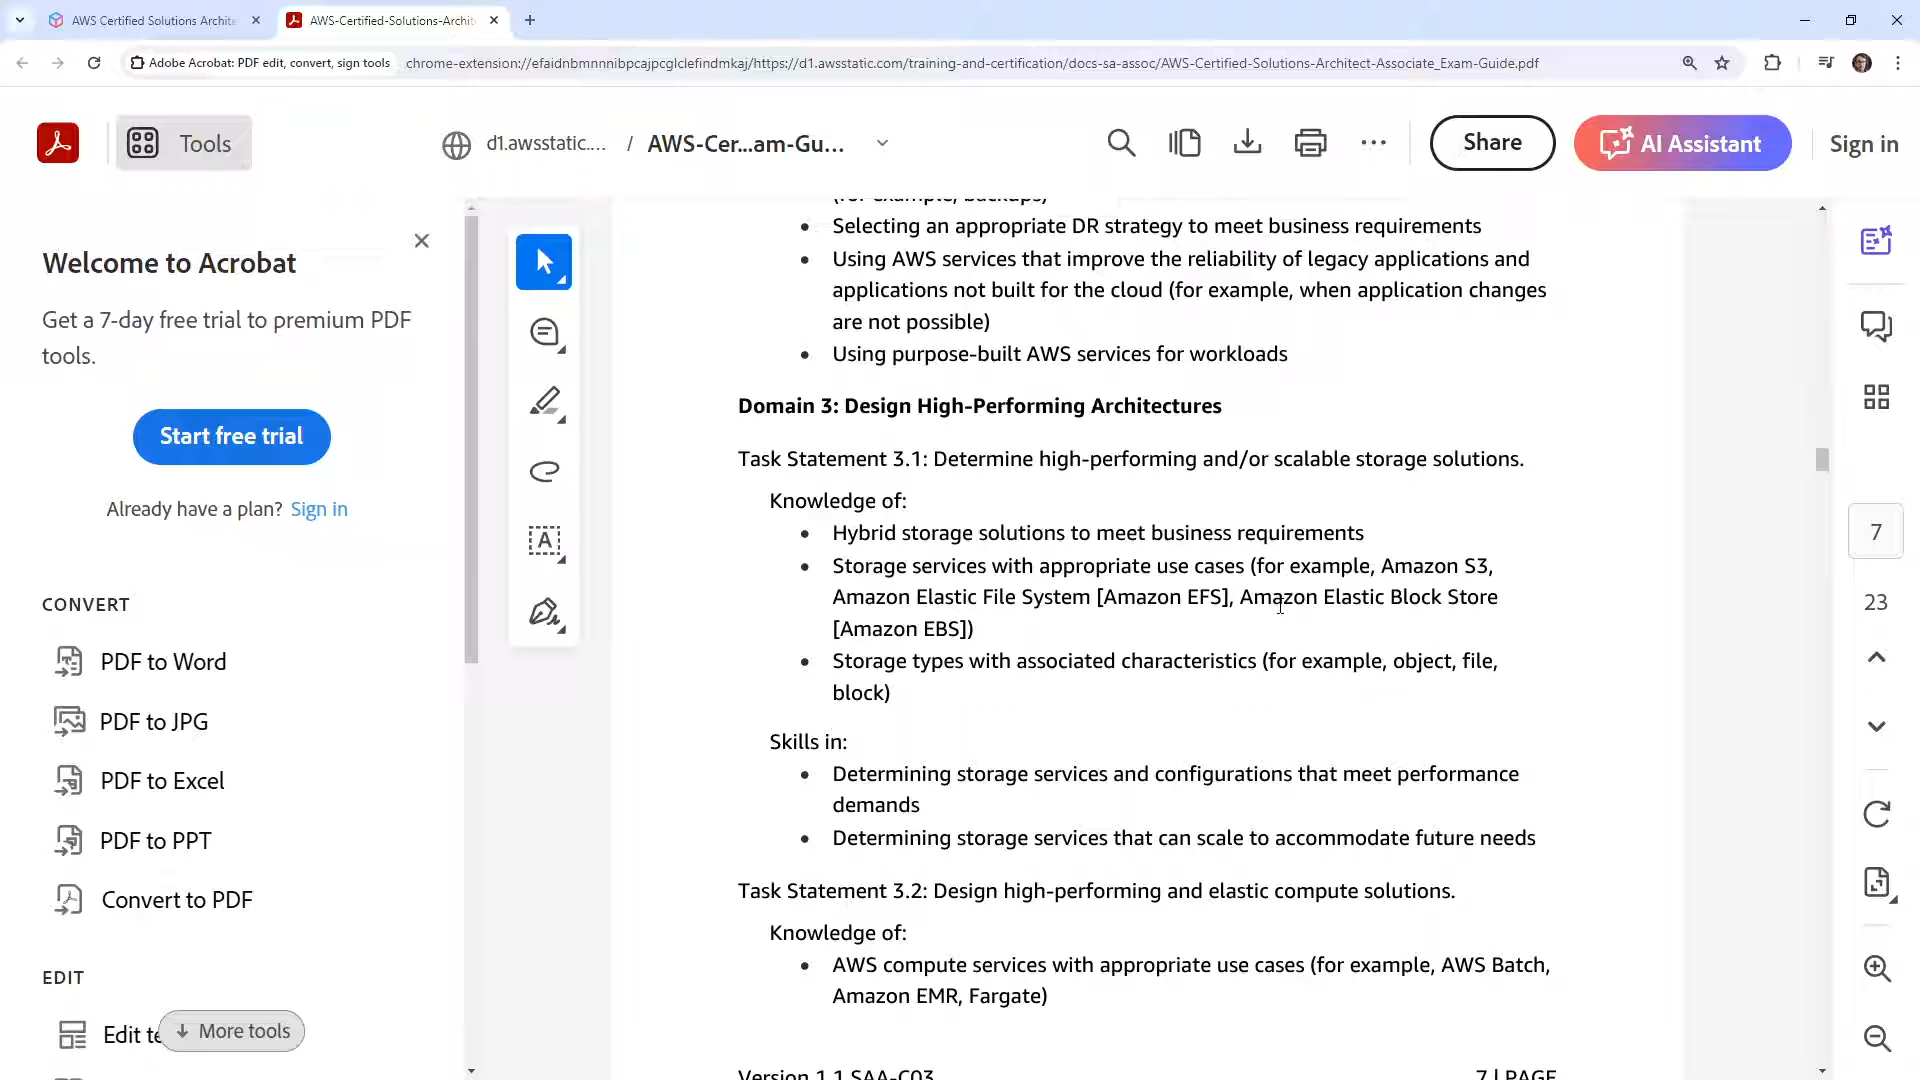 AWS Certified Solutions Archite
AWS-Certified-Solutions-Archit
Adobe Acrobat: PDF edit, convert, sign tools
chrome-extension://efaidnbmnnnibpcajpcglclefindmkaj/https://d1.awsstatic.com/training-and-certification/docs-sa-assoc/AWS-Certified-Solutions-Architect-Associate_Exam-Guide.pdf
Tools
d1.awsstatic.... / AWS-Cer...am-Gu...
Share
AI Assistant
Sign in
Welcome to Acrobat
Get a 7-day free trial to premium PDF
tools.
Start free trial
Already have a plan? Sign in
CONVERT
PDF to Word
PDF to JPG
PDF to Excel
PDF to PPT
Convert to PDF
EDIT
Edit te
More tools
(for example, backups)
• Selecting an appropriate DR strategy to meet business requirements
• Using AWS services that improve the reliability of legacy applications and
applications not built for the cloud (for example, when application changes
are not possible)
• Using purpose-built AWS services for workloads
Domain 3: Design High-Performing Architectures
Task Statement 3.1: Determine high-performing and/or scalable storage solutions.
Knowledge of:
• Hybrid storage solutions to meet business requirements
• Storage services with appropriate use cases (for example, Amazon S3,
Amazon Elastic File System [Amazon EFS], Amazon Elastic Block Store
[Amazon EBS])
• Storage types with associated characteristics (for example, object, file,
block)
Skills in:
• Determining storage services and configurations that meet performance
demands
• Determining storage services that can scale to accommodate future needs
Task Statement 3.2: Design high-performing and elastic compute solutions.
Knowledge of:
• AWS compute services with appropriate use cases (for example, AWS Batch,
Amazon EMR, Fargate)
Version 1.1 SAA-C03
7 | PAGE
7
23